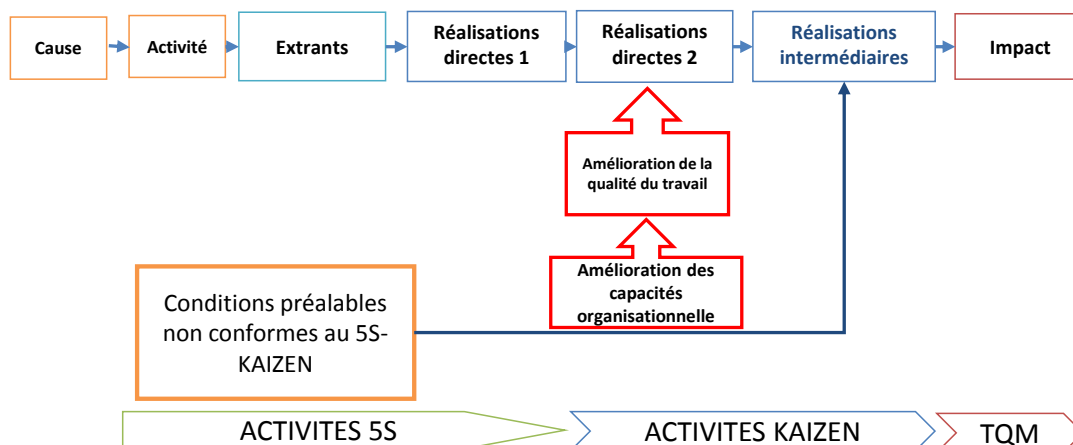 Cause
Activité
Extrants
Réalisations
directes 1
Réalisations
directes 2
Réalisations
intermédiaires
Impact
Amélioration de la
qualité du travail
Amélioration des
capacités
organisationnelle
Conditions préalables
non conformes au 5S-
KAIZEN
ACTIVITES 5S
ACTIVITES KAIZEN
TQM